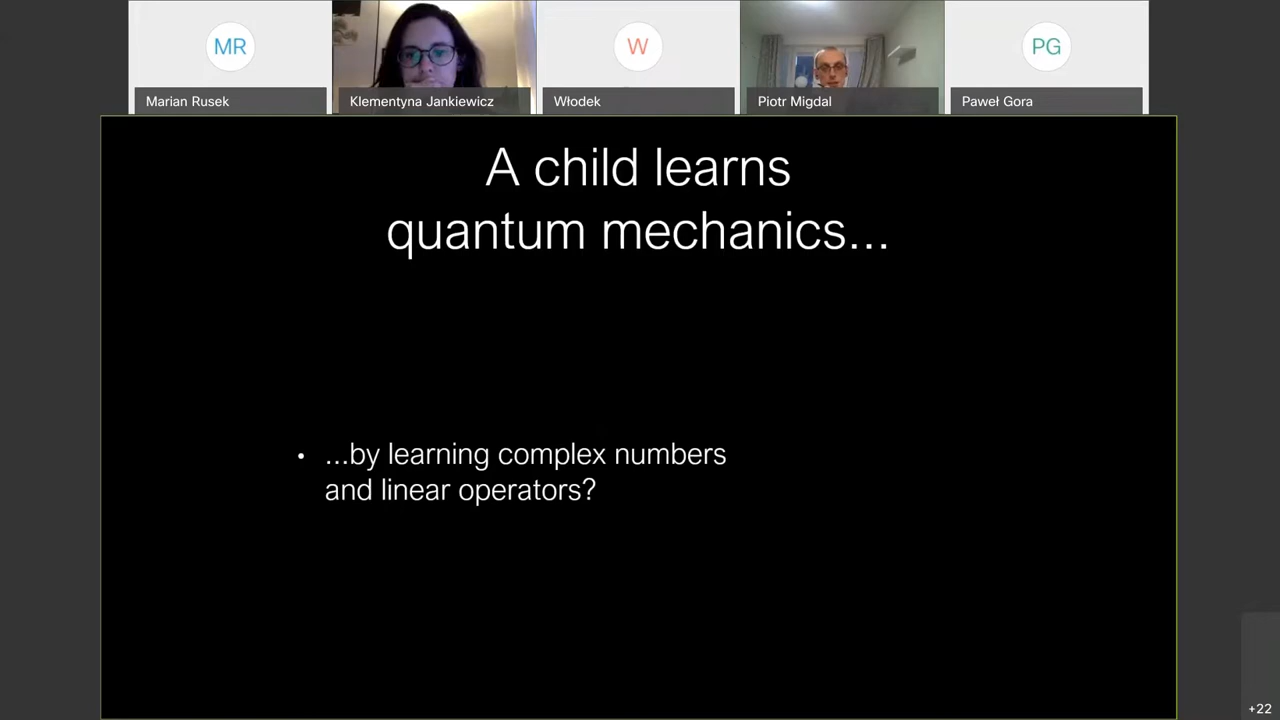 MR
W
PG
Marian Rusek
Klementyna Jankiewicz
Włodek
Piotr Migdal
Paweł Gora
A child learns
quantum mechanics...
• ...by learning complex numbers
and linear operators?
+22